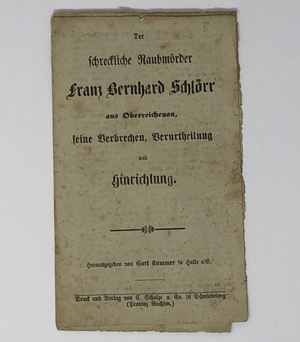 Der
schreckliche Raubmörder
Franz Bernhard Schlörr
aus Oberreichenau,
seine Verbrechen, Verurtheilung
und
Hinrichtung.
Herausgegeben von Carl Kummer in Halle a/S.
Druck und Verlag von C. Schulze u. Co. in Schmiedeberg
(Provinz Sachsen.)